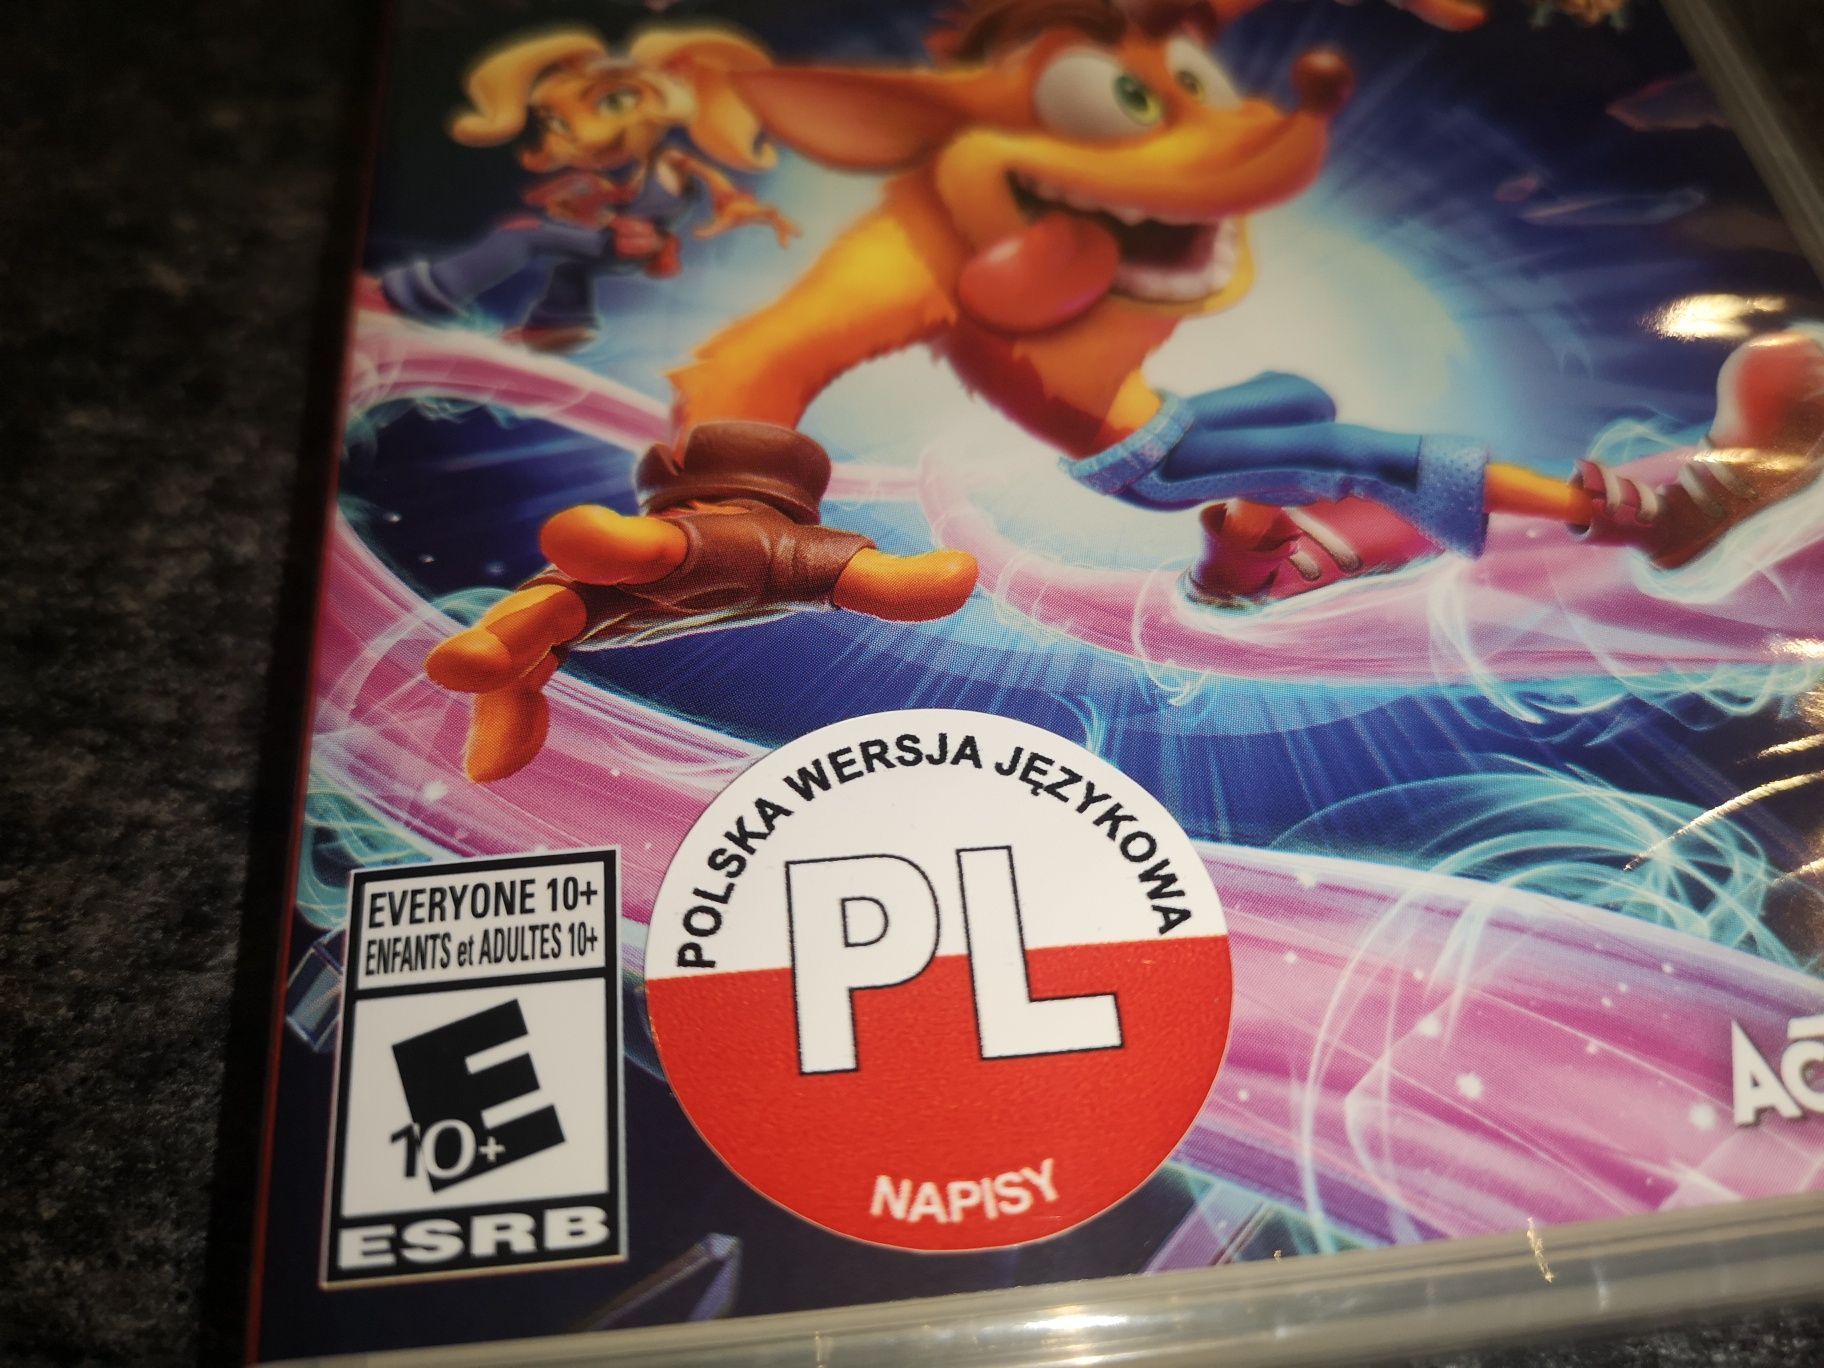 POLSKA WERSJA JĘZYKOWA
PL
NAPISY
EVERYONE 10+
ENFANTS et ADULTES 10+
E
10+
ESRB